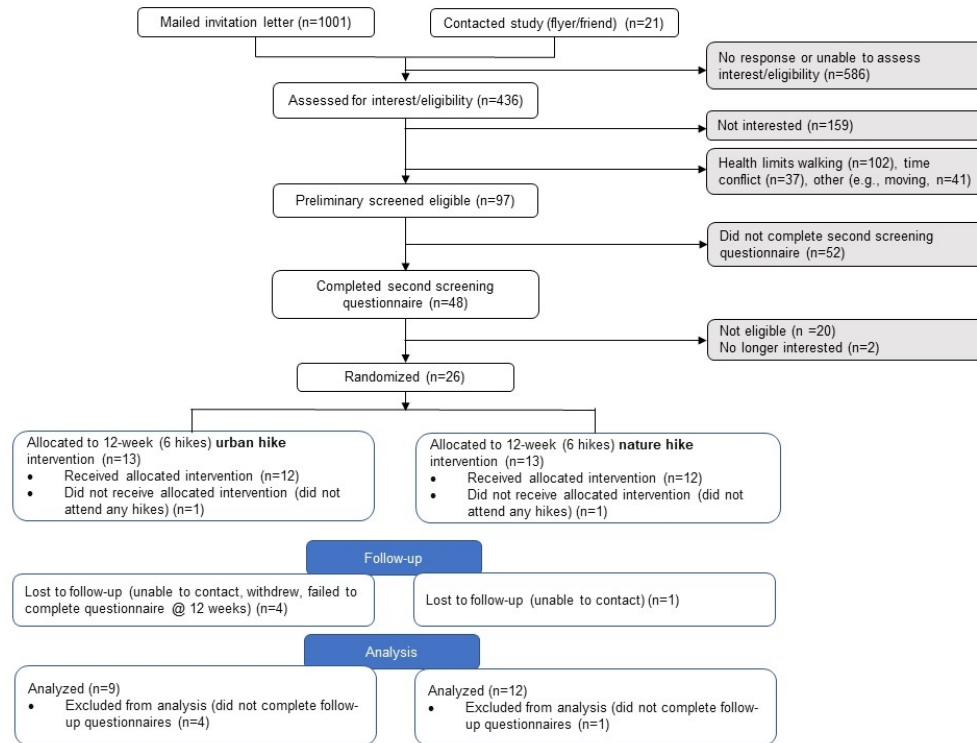 Mailed invitation letter (n=1001)
Contacted study (flyer/friend) (n=21)
No response or unable to assess
interest/eligibility (n=586)
Assessed for interest/eligibility (n=436)
Not interested (n=159)
Health limits walking (n=102), time
conflict (n=37), other (e.g., moving, n=41)
Preliminary screened eligible (n=97)
Did not complete second screening
questionnaire (n=52)
Completed second screening
questionnaire (n=48)
Not eligible (n =20)
No longer interested (n=2)
Randomized (n=26)
Allocated to 12-week (6 hikes) urban hike
intervention (n=13)
• Received allocated intervention (n=12)
• Did not receive allocated intervention (did not
attend any hikes) (n=1)
Allocated to 12-week (6 hikes) nature hike
intervention (n=13)
• Received allocated intervention (n=12)
• Did not receive allocated intervention (did not
attend any hikes) (n=1)
Follow-up
Lost to follow-up (unable to contact, withdrew, failed to
complete questionnaire @ 12 weeks) (n=4)
Lost to follow-up (unable to contact) (n=1)
Analysis
Analyzed (n=9)
• Excluded from analysis (did not complete follow-
up questionnaires (n=4)
Analyzed (n=12)
• Excluded from analysis (did not complete follow-
up questionnaires (n=1)